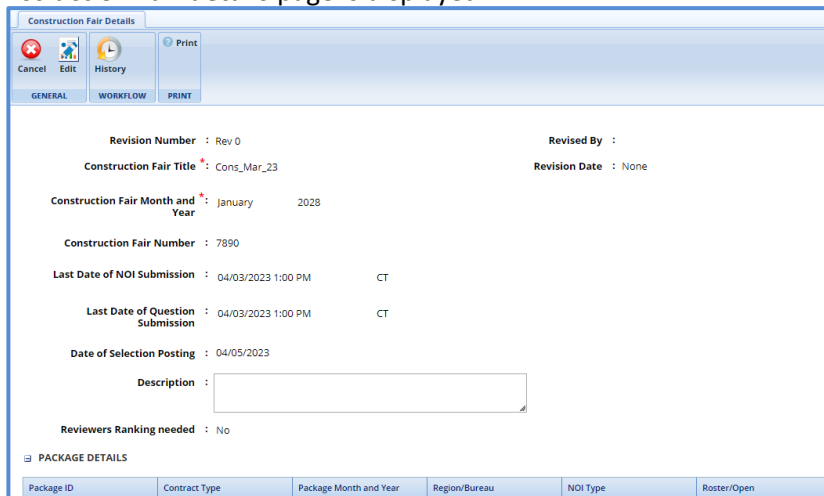 Construction Fair Details
Cancel Edit History Print
GENERAL WORKFLOW PRINT
Revision Number : Rev 0 Revised By :
Construction Fair Title *: Cons_Mar_23 Revision Date : None
Construction Fair Month and Year *: January 2028
Construction Fair Number : 7890
Last Date of NOI Submission : 04/03/2023 1:00 PM CT
Last Date of Question Submission : 04/03/2023 1:00 PM CT
Date of Selection Posting : 04/05/2023
Description :
Reviewers Ranking needed : No
PACKAGE DETAILS
Package ID Contract Type Package Month and Year Region/Bureau NOI Type Roster/Open